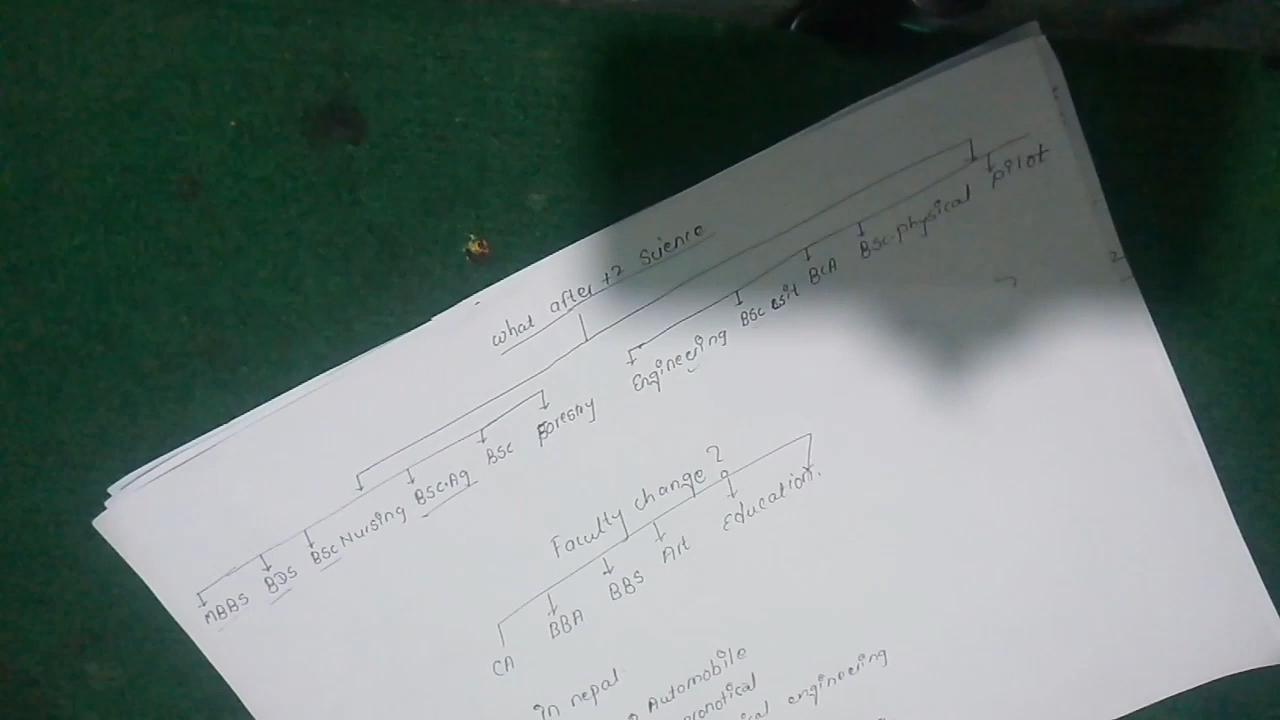 What after +2 Science
MBBS BDS BSc Nursing BSC.Ag BSC Forestry Engineering BSC csit BCA BSC.physical pilot
Faculty change?
CA BBA BBS Art Education.
in nepal
Automobile
engineering
2